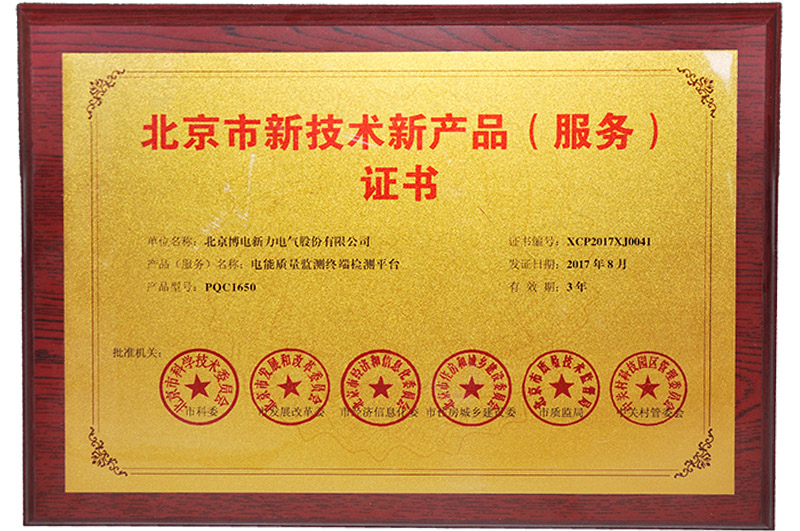 北京市新技术新产品（服务）
证书
单位名称：北京博电新力电气股份有限公司
证书编号：XCP2017XJ0041
产品（服务）名称：电能质量监测终端检测平台
发证日期：2017年8月
产品型号：PQC1650
有 效 期：3年
批准机关：
北京市科学技术委员会
市科委
北京市发展和改革委员会
市发展改革委
北京市经济和信息化委员会
市经济信息化委
北京市住房和城乡建设委员会
市住房城乡建设委
北京市质量技术监督局
市质监局
中关村科技园区管理委员会
中关村管委会